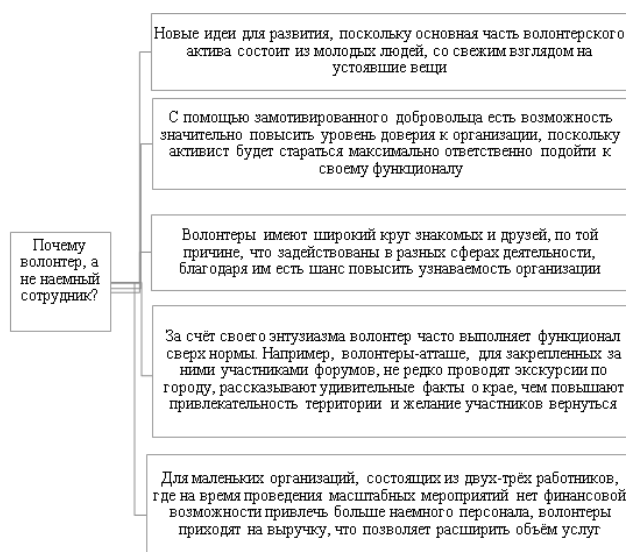 Новые идеи для развития, поскольку основная часть волонтерского
актива состоит из молодых людей, со свежим взглядом на
устоявшие вещи
С помощью замотивированного добровольца есть возможность
значительно повысить уровень доверия к организации, поскольку
активист будет стараться максимально ответственно подойти к
своему функционалу
Почему
волонтер, а
не наемный
сотрудник?
Волонтеры имеют широкий круг знакомых и друзей, по той
причине, что задействованы в разных сферах деятельности,
благодаря им есть шанс повысить узнаваемость организации
За счёт своего энтузиазма волонтер часто выполняет функционал
сверх нормы. Например, волонтеры-атташе, для закрепленных за
ними участниками форумов, не редко проводят экскурсии по
городу, рассказывают удивительные факты о крае, чем повышают
привлекательность территории и желание участников вернуться
Для маленьких организаций, состоящих из двух-трёх работников,
где на время проведения масштабных мероприятий нет финансовой
возможности привлечь больше наемного персонала, волонтеры
приходят на выручку, что позволяет расширить объём услуг